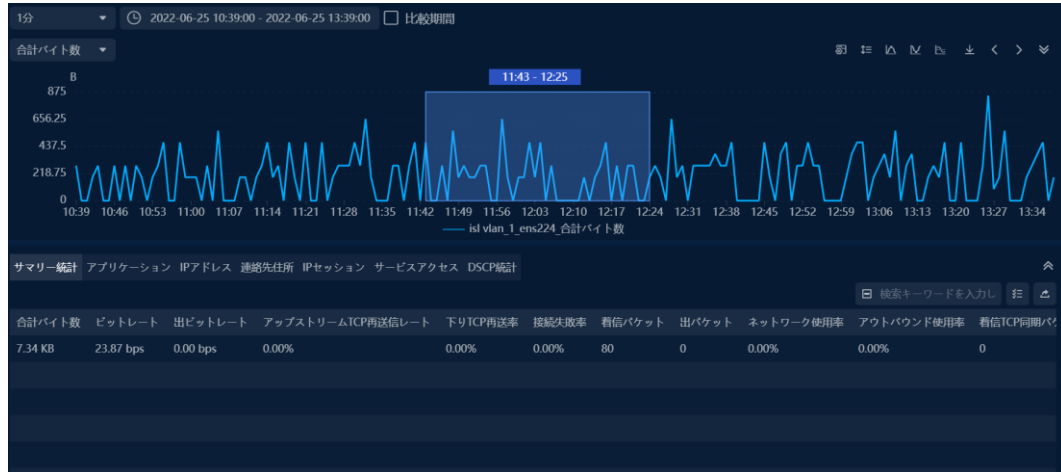 1分 2022-06-25 10:39:00 - 2022-06-25 13:39:00 比較期間
合計バイト数
B
11:43 - 12:25
875
656.25
437.5
218.75
0
10:39 10:46 10:53 11:00 11:07 11:14 11:21 11:28 11:35 11:42 11:49 11:56 12:03 12:10 12:17 12:24 12:31 12:38 12:45 12:52 12:59 13:06 13:13 13:20 13:27 13:34
isl vlan_1_ens224_合計バイト数
サマリー統計 アプリケーション IPアドレス 連絡先住所 IPセッション サービスアクセス DSCP統計
検索キーワードを入力し
合計バイト数 ビットレート 出ビットレート アップストリームTCP再送信レート 下りTCP再送率 接続失敗率 着信パケット 出パケット ネットワーク使用率 アウトバウンド使用率 着信TCP同期パケ
7.34 KB 23.87 bps 0.00 bps 0.00% 0.00% 0.00% 80 0 0.00% 0.00% 0